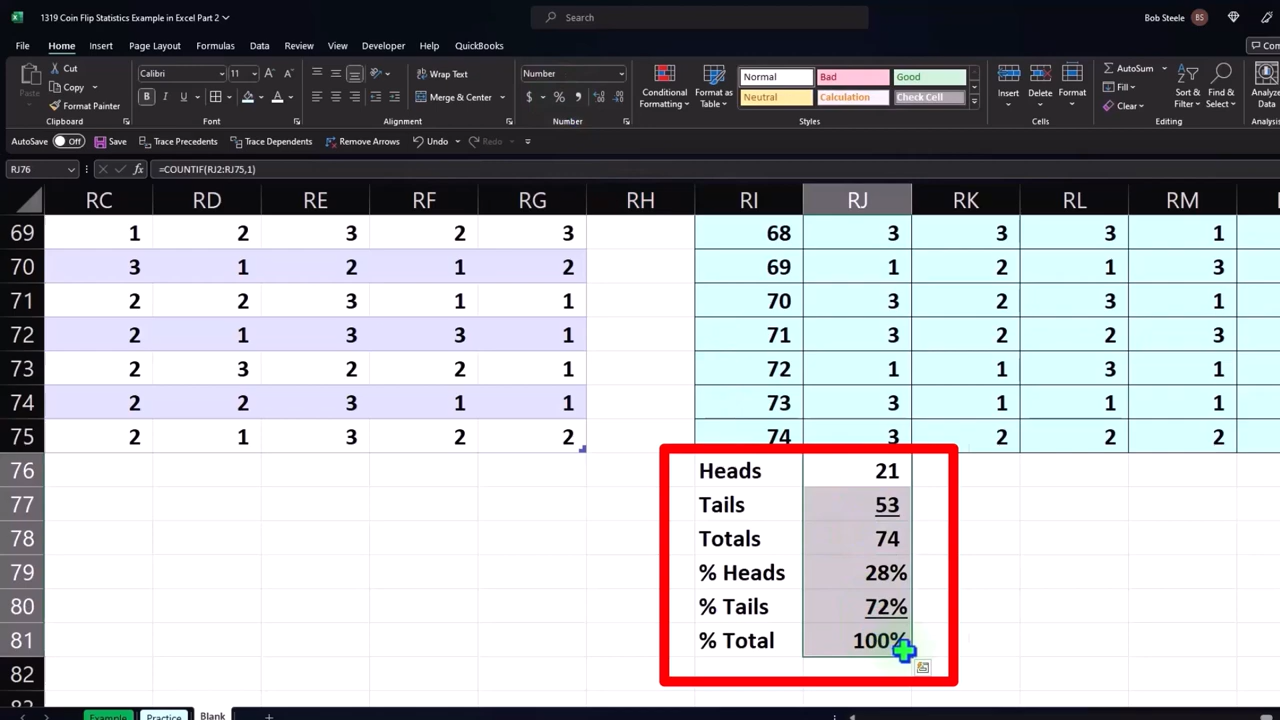 1319 Coin Flip Statistics Example in Excel Part 2
Search
Bob Steele BS
File Home Insert Page Layout Formulas Data Review View Developer Help QuickBooks
Paste
Cut
Copy
Format Painter
Clipboard
Calibri 11
B I U
Font
Wrap Text
Merge & Center
Alignment
Number
$ % ,
Number
Conditional Formatting
Format as Table
Normal Bad Good
Neutral Calculation Check Cell
Styles
Insert Delete Format
Cells
AutoSum
Fill
Clear
Sort & Filter
Find & Select
Editing
Analyze
Data
AutoSave Off Save Trace Precedents Trace Dependents Remove Arrows Undo Redo
RJ76 fx =COUNTIF(RJ2:RJ75,1)
RC RD RE RF RG RH RI RJ RK RL RM
69 1 2 3 2 3 68 3 3 3 1
70 3 1 2 1 2 69 1 2 1 3
71 2 2 3 1 1 70 3 2 3 1
72 2 1 3 3 1 71 3 2 2 3
73 2 3 2 2 1 72 1 1 3 1
74 2 2 3 1 1 73 3 1 1 1
75 2 1 3 2 2 74 3 2 2 2
76 Heads 21
77 Tails 53
78 Totals 74
79 % Heads 28%
80 % Tails 72%
81 % Total 100%
82
Example Practice Blank